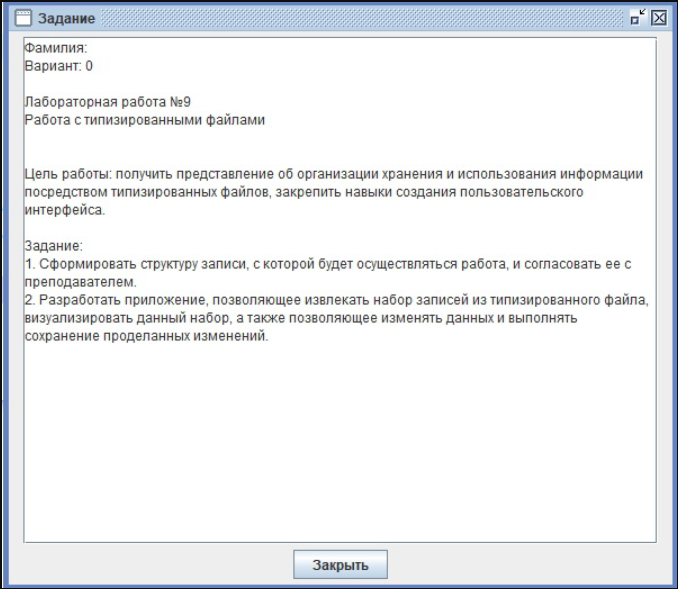 Задание
Фамилия:
Вариант: 0
Лабораторная работа №9
Работа с типизированными файлами
Цель работы: получить представление об организации хранения и использования информации
посредством типизированных файлов, закрепить навыки создания пользовательского
интерфейса.
Задание:
1. Сформировать структуру записи, с которой будет осуществляться работа, и согласовать ее с
преподавателем.
2. Разработать приложение, позволяющее извлекать набор записей из типизированного файла,
визуализировать данный набор, а также позволяющее изменять данных и выполнять
сохранение проделанных изменений.
Закрыть